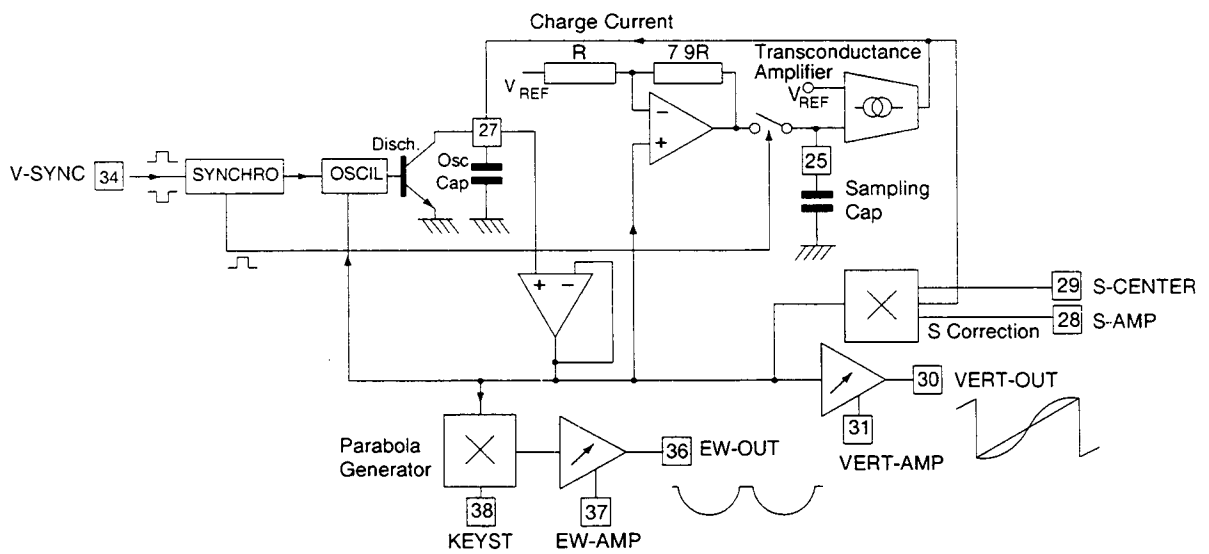 Charge Current
R
7 9R
Transconductance
Amplifier
VREF
VREF
27
Disch.
Osc
Cap
25
Sampling
Cap
V-SYNC 34
SYNCHRO
OSCIL
29 S-CENTER
28 S-AMP
S Correction
30 VERT-OUT
31
VERT-AMP
Parabola
Generator
36 EW-OUT
38
KEYST
37
EW-AMP